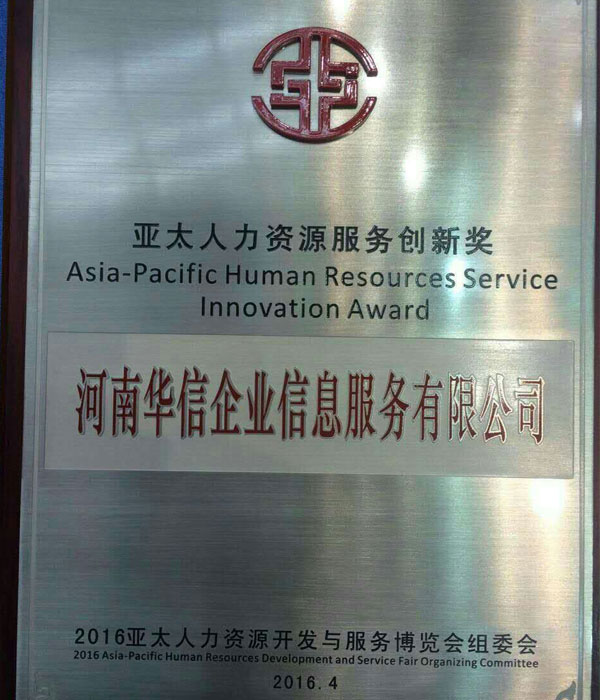 亚太人力资源服务创新奖
Asia-Pacific Human Resources Service
Innovation Award
河南华信企业信息服务有限公司
2016亚太人力资源开发与服务博览会组委会
2016 Asia-Pacific Human Resources Development and Service Fair Organizing Committee
2016.4